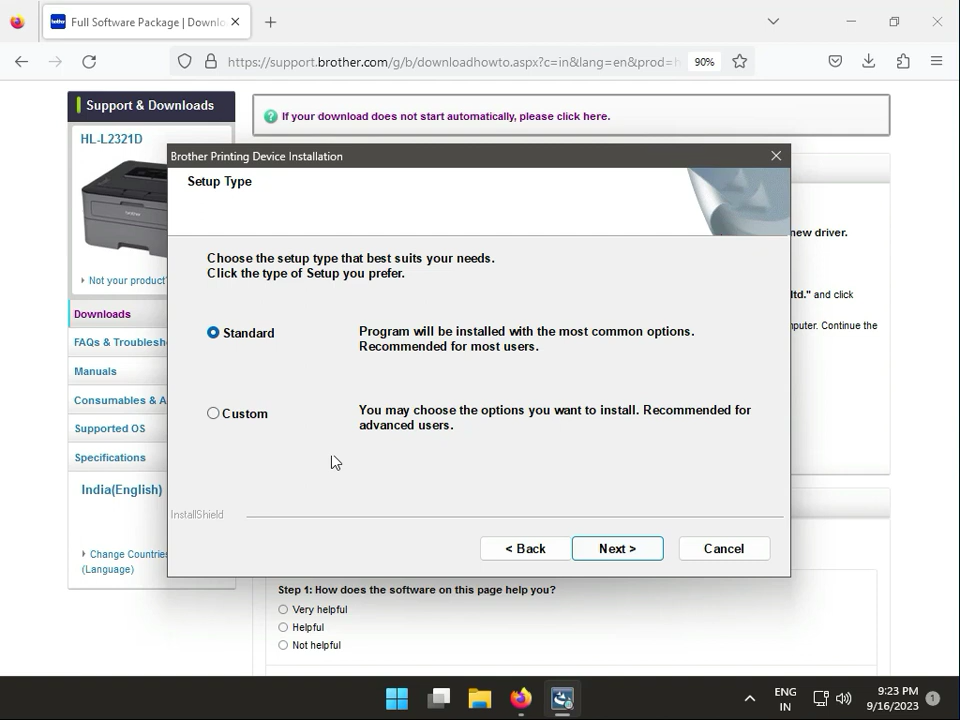 Full Software Package | Downlo
https://support.brother.com/g/b/downloadhowto.aspx?c=in&lang=en&prod=h
90%
Support & Downloads
If your download does not start automatically, please click here.
HL-L2321D
Not your product
Downloads
FAQs & Troublesh
Manuals
Consumables & A
Supported OS
Specifications
India(English)
Change Countries
(Language)
Brother Printing Device Installation
Setup Type
Choose the setup type that best suits your needs.
Click the type of Setup you prefer.
Standard
Program will be installed with the most common options.
Recommended for most users.
Custom
You may choose the options you want to install. Recommended for
advanced users.
InstallShield
< Back
Next >
Cancel
new driver.
ltd." and click
mputer. Continue the
Step 1: How does the software on this page help you?
Very helpful
Helpful
Not helpful
ENG
IN
9:23 PM
9/16/2023
1